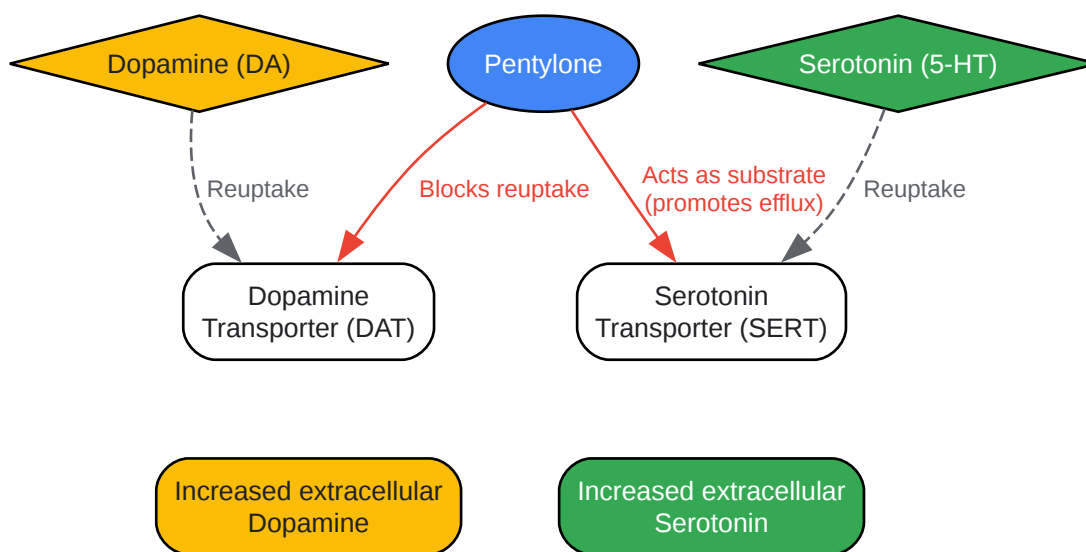 Dopamine (DA)
Pentylone
Serotonin (5-HT)
Reuptake
Blocks reuptake
Acts as substrate
(promotes efflux)
Reuptake
Dopamine
Transporter (DAT)
Serotonin
Transporter (SERT)
Increased extracellular
Dopamine
Increased extracellular
Serotonin